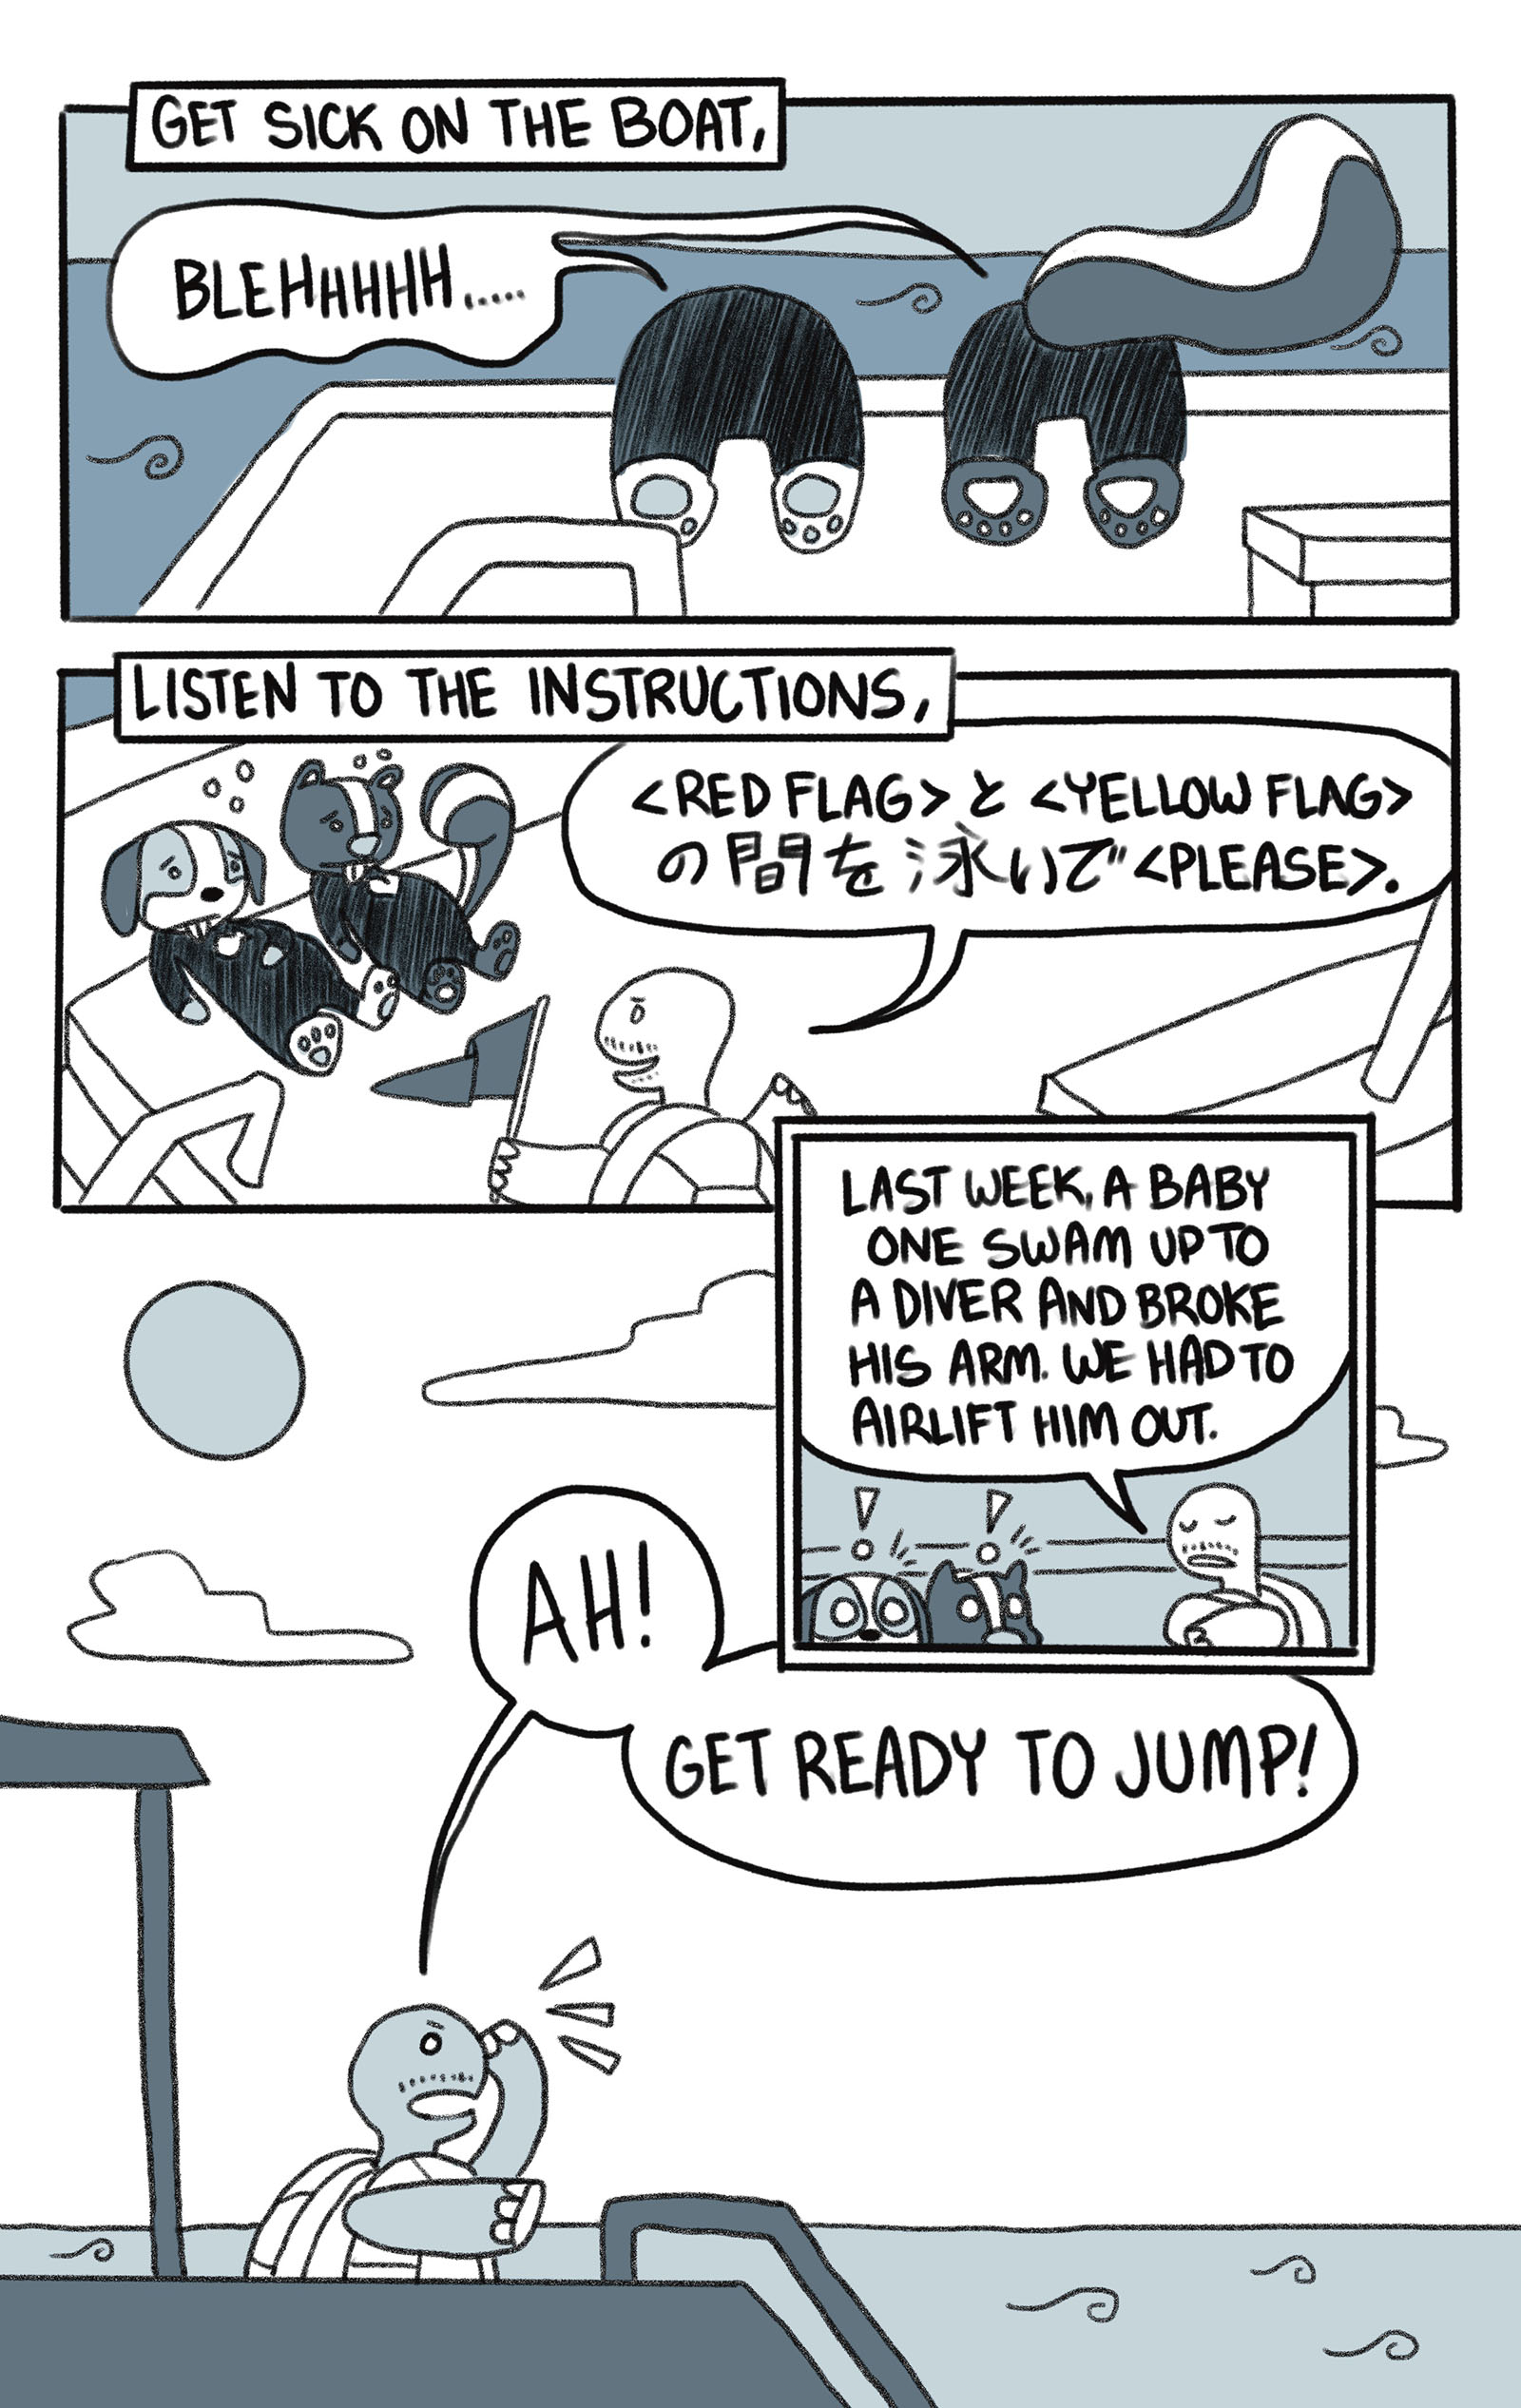 GET SICK ON THE BOAT,
BLEHHHHH.....
LISTEN TO THE INSTRUCTIONS,
<RED FLAG> と <YELLOW FLAG>
の間を泳いで <PLEASE>.
LAST WEEK, A BABY
ONE SWAM UP TO
A DIVER AND BROKE
HIS ARM. WE HAD TO
AIRLIFT HIM OUT.
! !
AH!
GET READY TO JUMP!